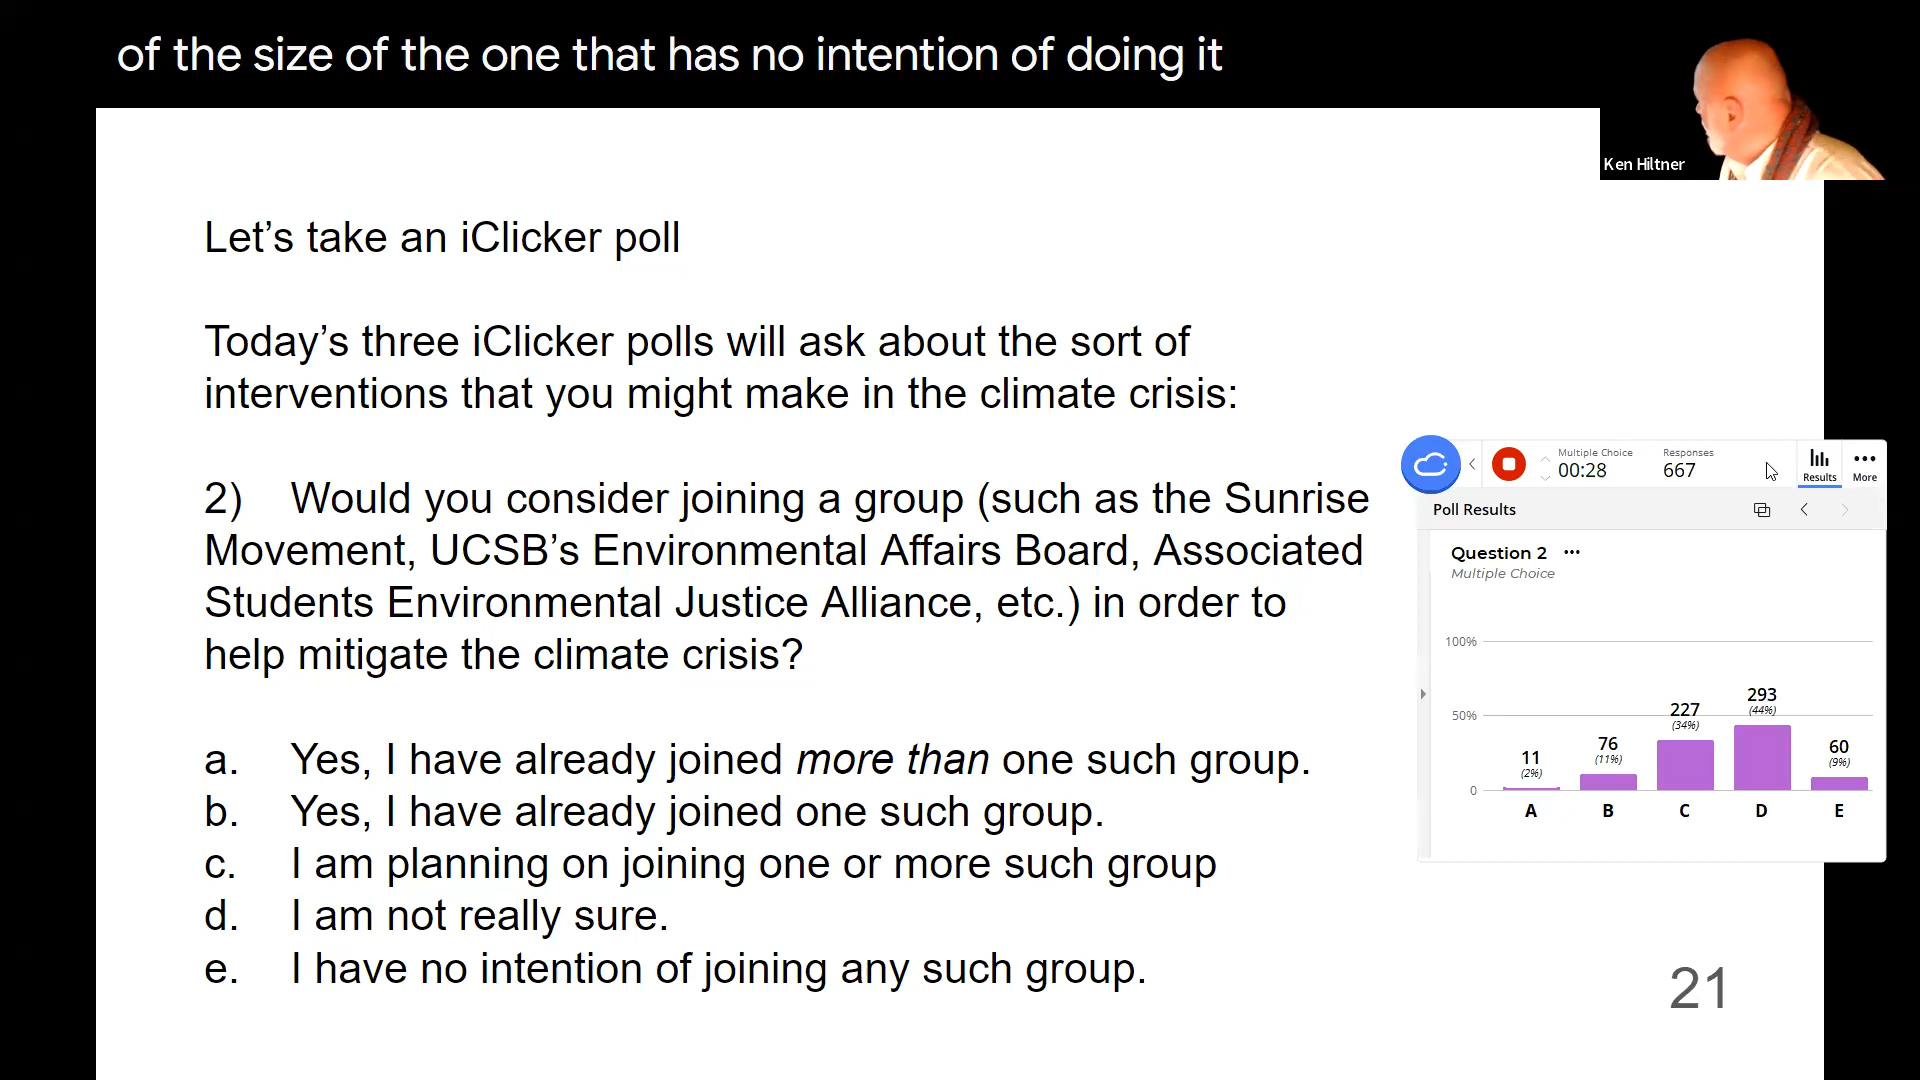 of the size of the one that has no intention of doing it
Ken Hiltner
Let’s take an iClicker poll
Today’s three iClicker polls will ask about the sort of
interventions that you might make in the climate crisis:
2) Would you consider joining a group (such as the Sunrise
Movement, UCSB’s Environmental Affairs Board, Associated
Students Environmental Justice Alliance, etc.) in order to
help mitigate the climate crisis?
a. Yes, I have already joined more than one such group.
b. Yes, I have already joined one such group.
c. I am planning on joining one or more such group
d. I am not really sure.
e. I have no intention of joining any such group.
21
Multiple Choice Responses
00:28 667
Results More
Poll Results
Question 2
Multiple Choice
100%
50%
0
11 76 227 293 60
(2%) (11%) (34%) (44%) (9%)
A B C D E